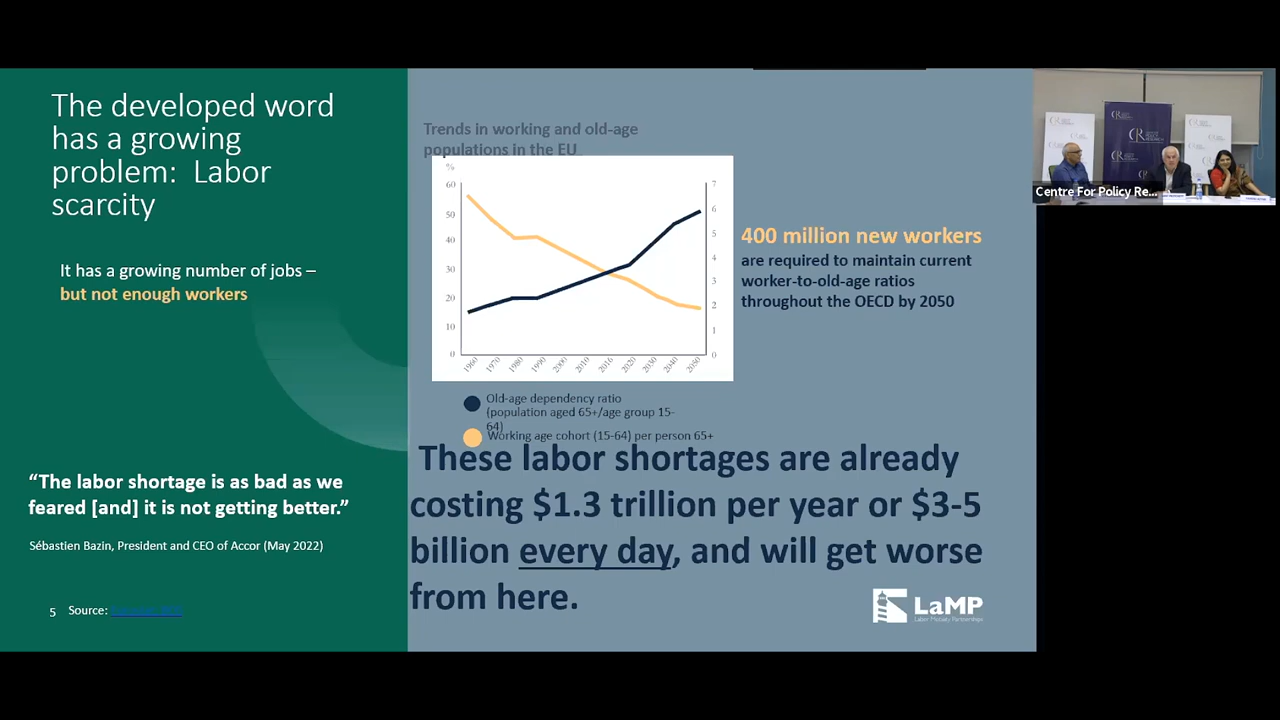 The developed word
has a growing
problem: Labor
scarcity
It has a growing number of jobs –
but not enough workers
“The labor shortage is as bad as we
feared [and] it is not getting better.”
Sébastien Bazin, President and CEO of Accor (May 2022)
5 Source:
Trends in working and old-age
populations in the EU
%
60
50
40
30
20
10
0
7
6
5
4
3
2
1
0
1960 1970 1980 1990 2000 2010 2016 2020 2030 2040 2050
Old-age dependency ratio
(population aged 65+/age group 15-
64)
Working age cohort (15-64) per person 65+
400 million new workers
are required to maintain current
worker-to-old-age ratios
throughout the OECD by 2050
These labor shortages are already
costing $1.3 trillion per year or $3-5
billion every day, and will get worse
from here.
LaMP
Labor Mobility Partnerships
Centre For Policy Re...